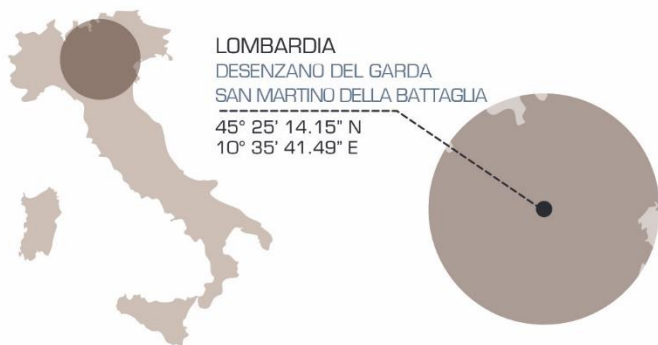 LOMBARDIA
DESENZANO DEL GARDA
SAN MARTINO DELLA BATTAGLIA
45° 25’ 14.15” N
10° 35’ 41.49” E